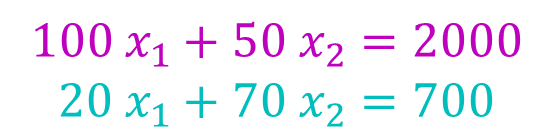 100 x₁ + 50 x₂ = 2000
20 x₁ + 70 x₂ = 700